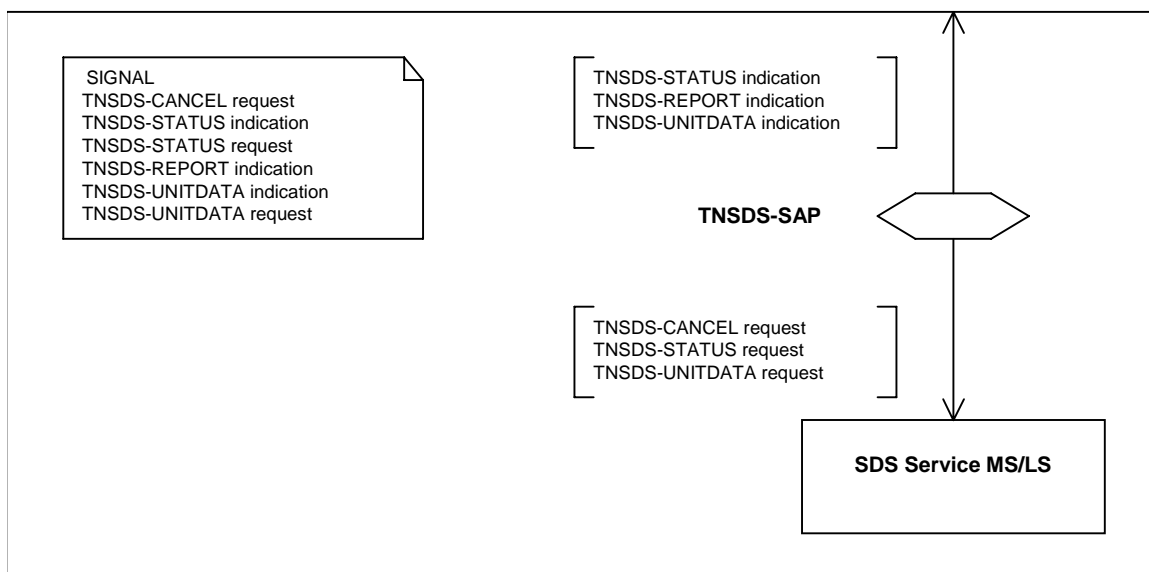 SIGNAL
TNSDS-CANCEL request
TNSDS-STATUS indication
TNSDS-STATUS request
TNSDS-REPORT indication
TNSDS-UNITDATA indication
TNSDS-UNITDATA request
TNSDS-STATUS indication
TNSDS-REPORT indication
TNSDS-UNITDATA indication
TNSDS-SAP
TNSDS-CANCEL request
TNSDS-STATUS request
TNSDS-UNITDATA request
SDS Service MS/LS